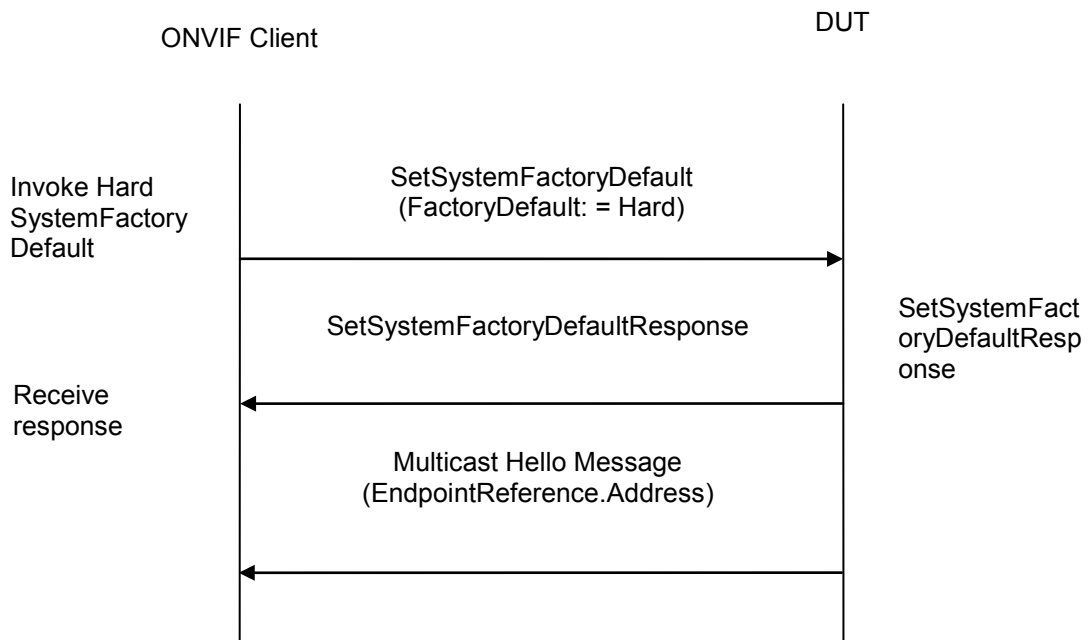 ONVIF Client
DUT
Invoke Hard
SystemFactory
Default
SetSystemFactoryDefault
(FactoryDefault: = Hard)
SetSystemFactoryDefaultResponse
SetSystemFact
oryDefaultResp
onse
Receive
response
Multicast Hello Message
(EndpointReference.Address)